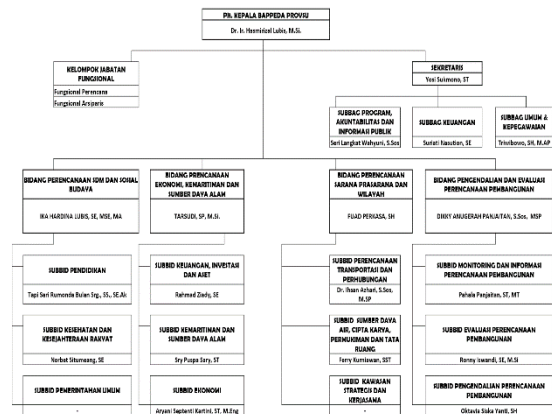 Plt. KEPALA BAPPEDA PROVSU
Dr. Ir. Hasmirizal Lubis, M.Si.
KELOMPOK JABATAN
FUNGSIONAL
Fungsional Perencana
Fungsional Arsiparis
SEKRETARIS
Yosi Sukmono, ST
SUBBAG PROGRAM,
AKUNTABILITAS DAN
INFORMASI PUBLIK
Sari Langkat Wahyuni, S.Sos
SUBBAG KEUANGAN
Suriati Nasution, SE
SUBBAG UMUM &
KEPEGAWAIAN
Triwibowo, SH, M.AP
BIDANG PERENCANAAN SDM DAN SOSIAL
BUDAYA
IKA HARDINA LUBIS, SE, MSE, MA
BIDANG PERENCANAAN
EKONOMI, KEMARITIMAN DAN
SUMBER DAYA ALAM
TARSUDI, SP, M.Si.
BIDANG PERENCANAAN
SARANA PRASARANA DAN
WILAYAH
FUAD PERKASA, SH
BIDANG PENGENDALIAN DAN EVALUASI
PERENCANAAN PEMBANGUNAN
DIKKY ANUGERAH PANJAITAN, S.Sos, MSP
SUBBID PENDIDIKAN
Tapi Sari Rumonda Bulan Srg., SS., SE.Ak
SUBBID KEUANGAN, INVESTASI
DAN ASET
Rahmad Ziady, SE
SUBBID PERENCANAAN
TRANSPORTASI DAN
PERHUBUNGAN
Dr. Ihsan Azhari, S.Sos,
M.SP
SUBBID MONITORING DAN INFORMASI
PERENCANAAN PEMBANGUNAN
Pahala Panjaitan, ST, MT
SUBBID KESEHATAN DAN
KESEJAHTERAAN RAKYAT
Norbet Situmeang, SE
SUBBID KEMARITIMAN DAN
SUMBER DAYA ALAM
Sry Puspa Sary, ST
SUBBID SUMBER DAYA
AIR, CIPTA KARYA,
PERMUKIMAN DAN TATA
RUANG
Ferry Kurniawan, SST
SUBBID EVALUASI PERENCANAAN
PEMBANGUNAN
Ronny Iswandi, SE, M.Si
SUBBID PEMERINTAHAN UMUM
-
SUBBID EKONOMI
Aryani Septenti Kartini, ST, M.Eng
SUBBID KAWASAN
STRATEGIS DAN
KERJASAMA
-
SUBBID PENGENDALIAN PERENCANAAN
PEMBANGUNAN
Oktavia Siska Yanti, SH